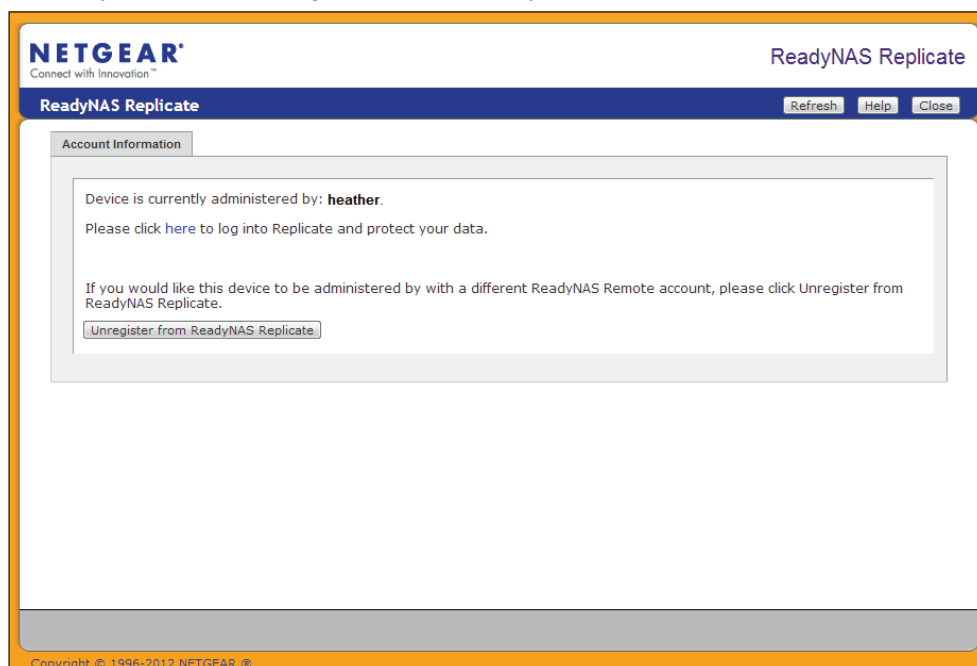 NETGEAR®
Connect with Innovation™
ReadyNAS Replicate
ReadyNAS Replicate
Refresh
Help
Close
Account Information
Device is currently administered by: heather.
Please click here to log into Replicate and protect your data.
If you would like this device to be administered by with a different ReadyNAS Remote account, please click Unregister from
ReadyNAS Replicate.
Unregister from ReadyNAS Replicate
Copyright © 1996-2012 NETGEAR ®